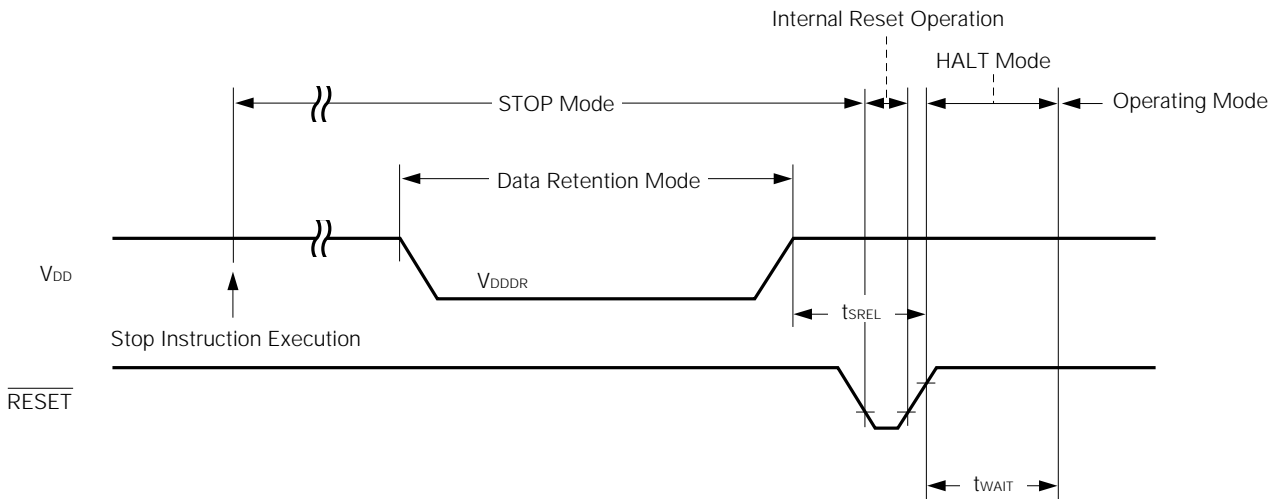 Internal Reset Operation
HALT Mode
STOP Mode
Operating Mode
Data Retention Mode
VDD
VDDDR
tSREL
Stop Instruction Execution
RESET
tWAIT